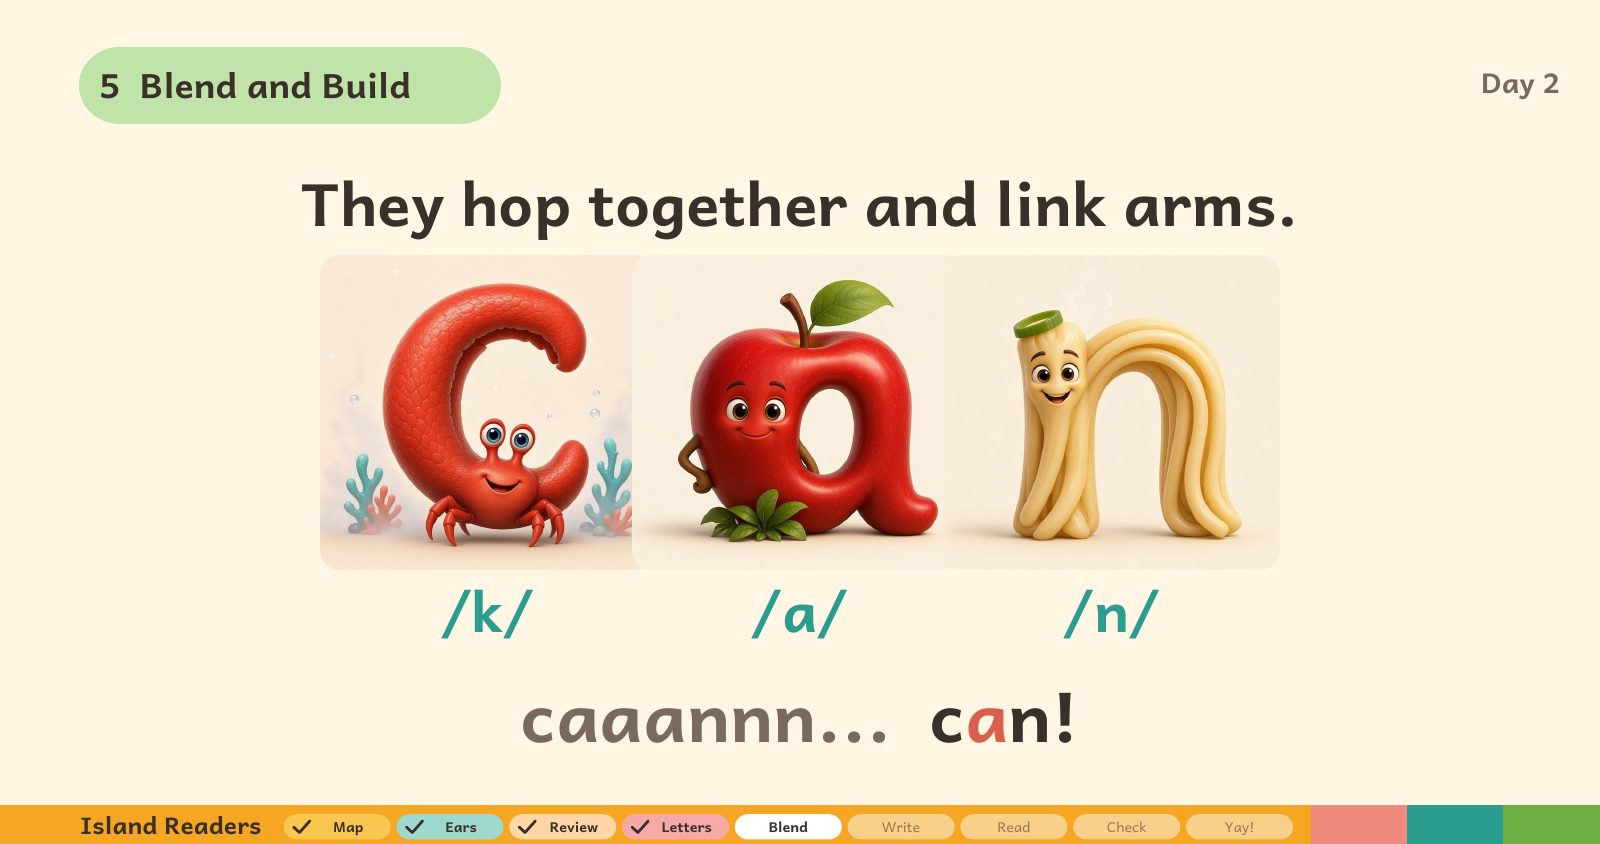 5 Blend and Build
Day 2
They hop together and link arms.
/k/ /a/ /n/
caaannn... can!
Island Readers Map Ears Review Letters Blend Write Read Check Yay!